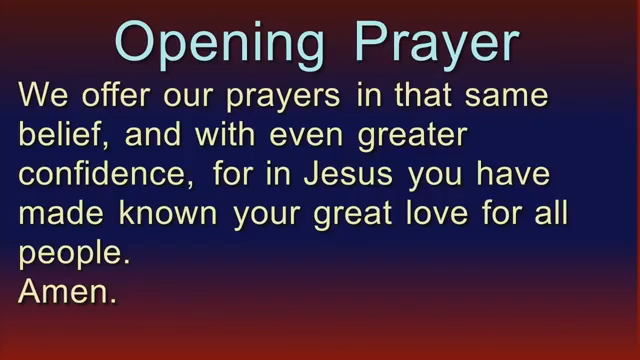 Opening Prayer
We offer our prayers in that same
belief, and with even greater
confidence, for in Jesus you have
made known your great love for all
people.
Amen.